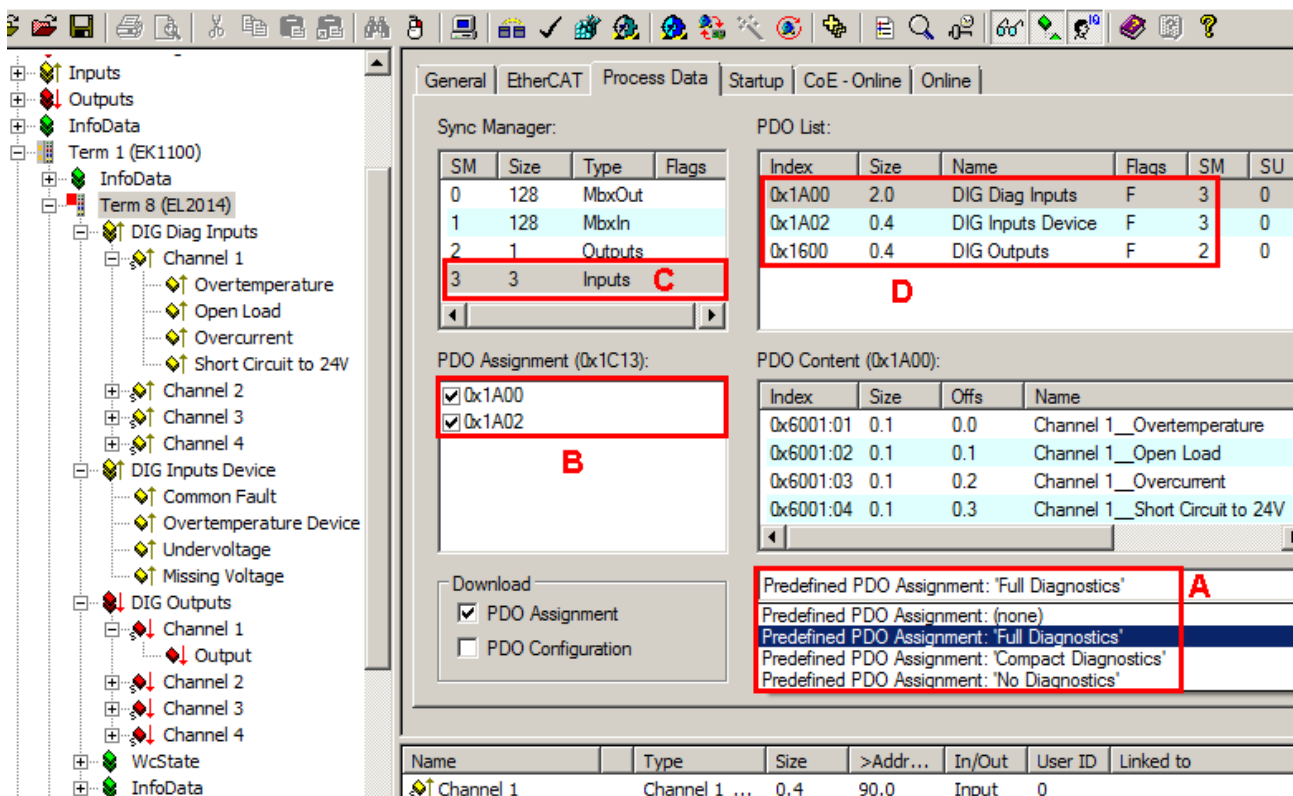 Inputs
Outputs
InfoData
Term 1 (EK1100)
InfoData
Term 8 (EL2014)
DIG Diag Inputs
Channel 1
Overtemperature
Open Load
Overcurrent
Short Circuit to 24V
Channel 2
Channel 3
Channel 4
DIG Inputs Device
Common Fault
Overtemperature Device
Undervoltage
Missing Voltage
DIG Outputs
Channel 1
Output
Channel 2
Channel 3
Channel 4
WcState
InfoData
General EtherCAT Process Data Startup CoE - Online Online
Sync Manager:
SM Size Type Flags
0 128 MbxOut
1 128 MbxIn
2 1 Outputs
3 3 Inputs C
PDO List:
Index Size Name Flags SM SU
0x1A00 2.0 DIG Diag Inputs F 3 0
0x1A02 0.4 DIG Inputs Device F 3 0
0x1600 0.4 DIG Outputs F 2 0
D
PDO Assignment (0x1C13):
0x1A00
0x1A02
B
PDO Content (0x1A00):
Index Size Offs Name
0x6001:01 0.1 0.0 Channel 1__Overtemperature
0x6001:02 0.1 0.1 Channel 1__Open Load
0x6001:03 0.1 0.2 Channel 1__Overcurrent
0x6001:04 0.1 0.3 Channel 1__Short Circuit to 24V
Download
PDO Assignment
PDO Configuration
Predefined PDO Assignment: 'Full Diagnostics' A
Predefined PDO Assignment: (none)
Predefined PDO Assignment: 'Full Diagnostics'
Predefined PDO Assignment: 'Compact Diagnostics'
Predefined PDO Assignment: 'No Diagnostics'
Name Type Size >Addr... In/Out User ID Linked to
Channel 1 Channel 1 ... 0.4 90.0 Input 0